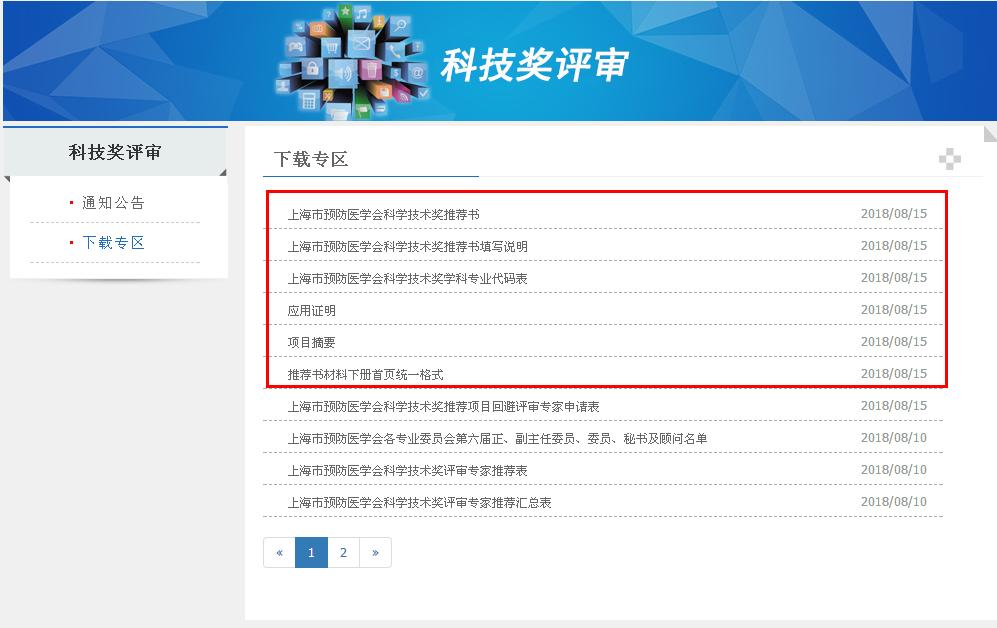 科技奖评审
科技奖评审
通知公告
下载专区
下载专区
上海市预防医学会科学技术奖推荐书 2018/08/15
上海市预防医学会科学技术奖推荐书填写说明 2018/08/15
上海市预防医学会科学技术奖学科专业代码表 2018/08/15
应用证明 2018/08/15
项目摘要 2018/08/15
推荐书材料下册首页统一格式 2018/08/15
上海市预防医学会科学技术奖推荐项目回避评审专家申请表 2018/08/15
上海市预防医学会各专业委员会第六届正、副主任委员、委员、秘书及顾问名单 2018/08/10
上海市预防医学会科学技术奖评审专家推荐表 2018/08/10
上海市预防医学会科学技术奖评审专家推荐汇总表 2018/08/10
« 1 2 »